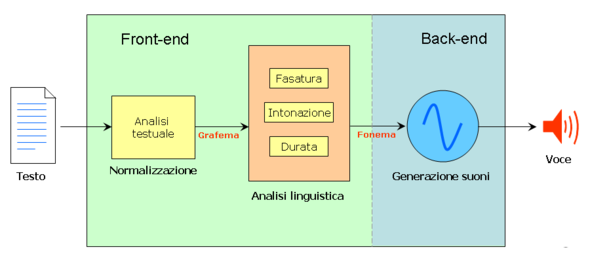 Front-end
Back-end
Analisi
testuale
Grafema
Fasatura
Intonazione
Durata
Fonema
Testo
Normalizzazione
Analisi linguistica
Generazione suoni
Voce